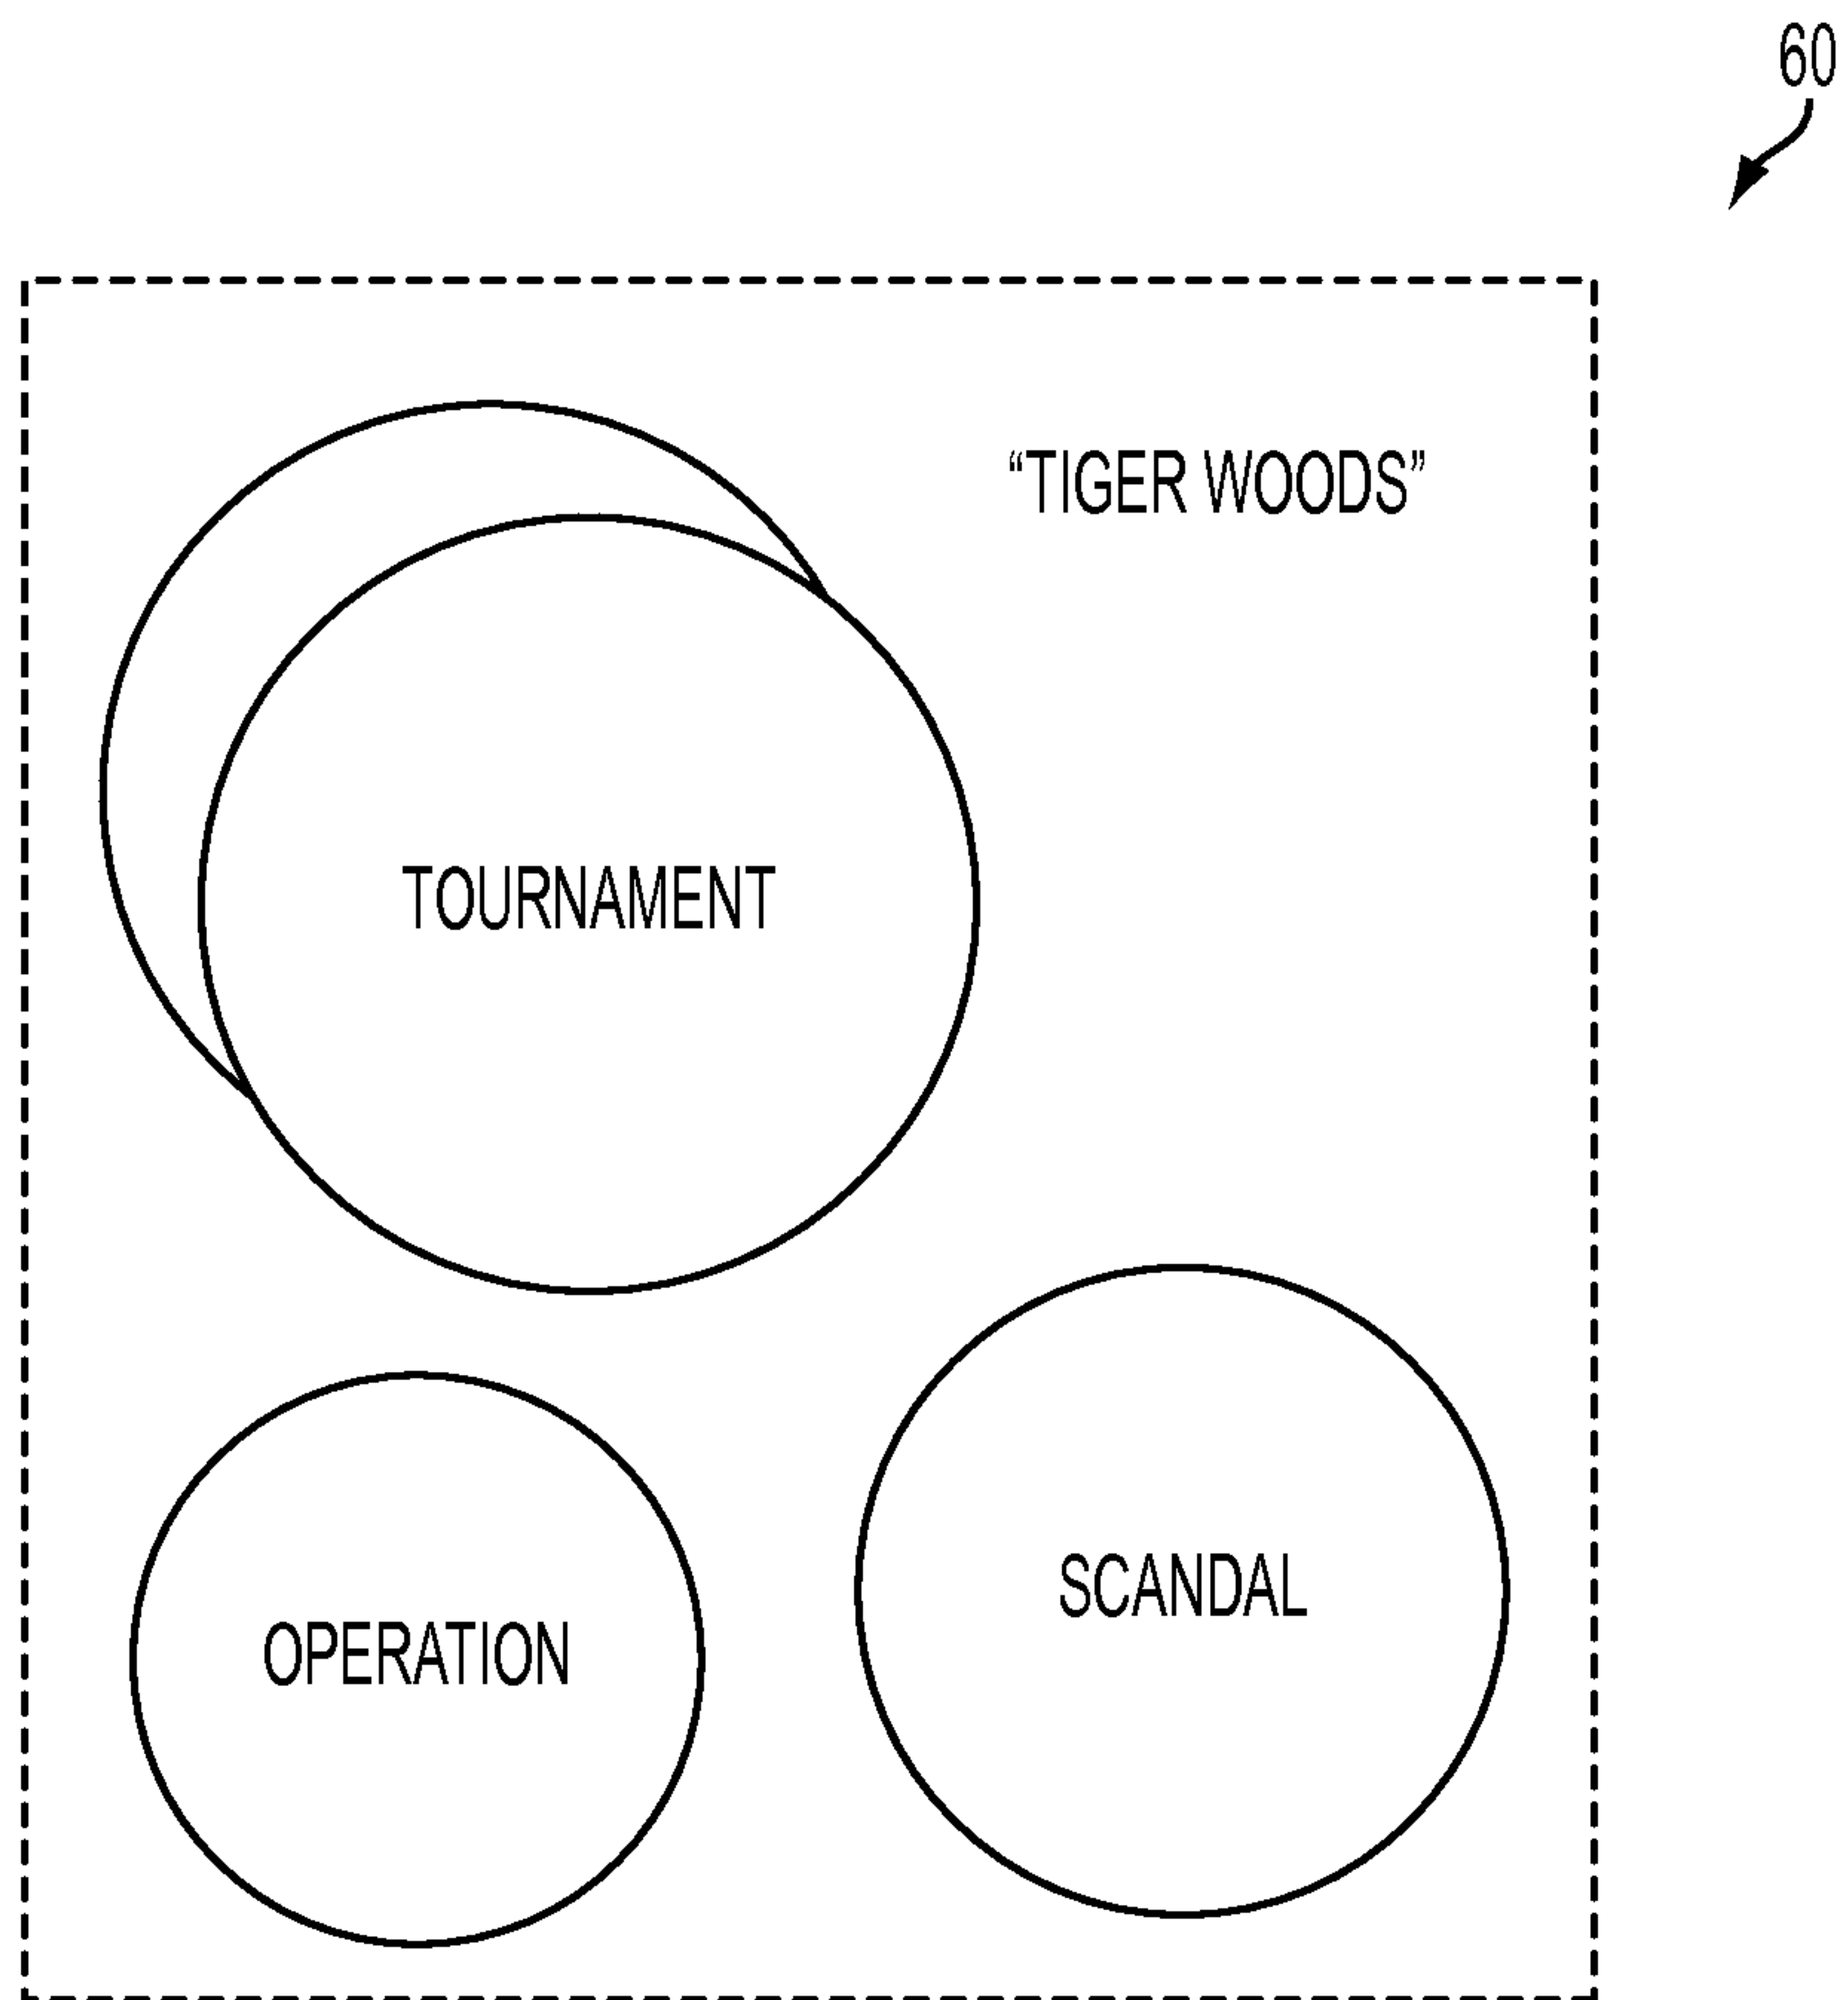 60
“TIGER WOODS”
TOURNAMENT
SCANDAL
OPERATION